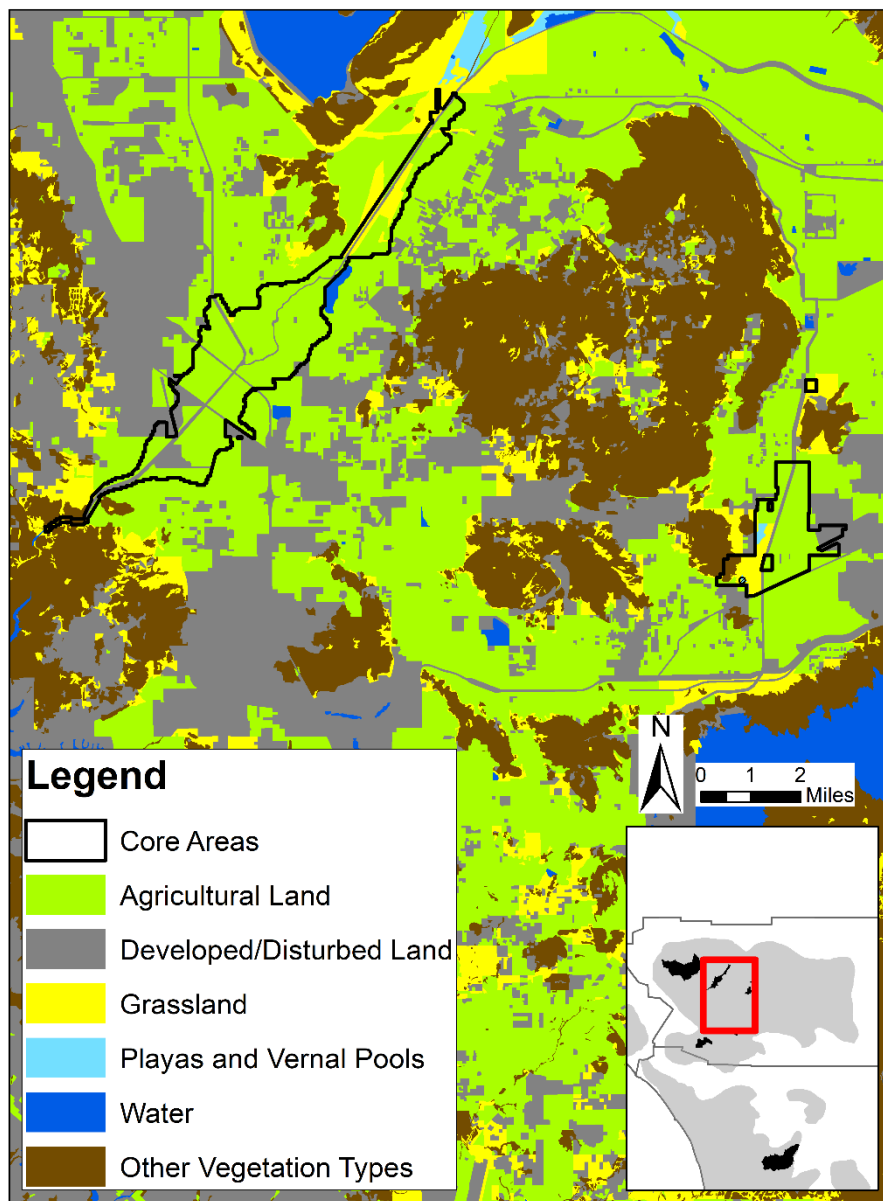 N
0 1 2
Miles
Legend
Core Areas
Agricultural Land
Developed/Disturbed Land
Grassland
Playas and Vernal Pools
Water
Other Vegetation Types